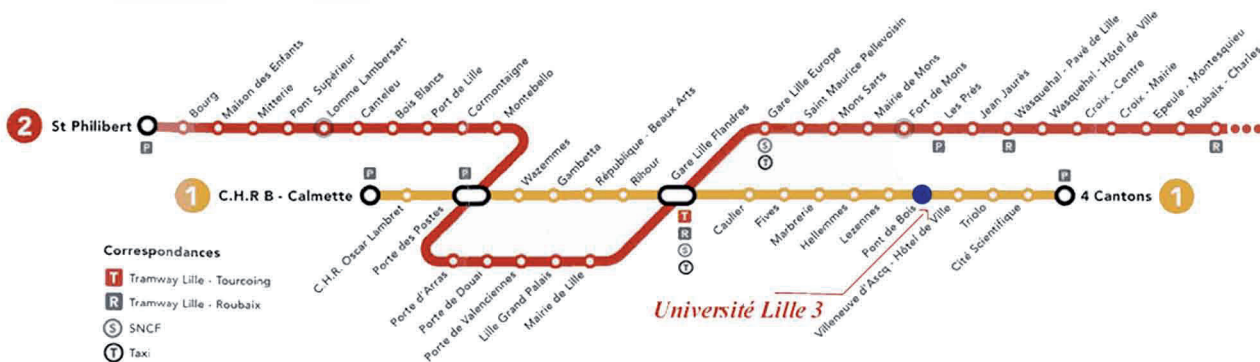 Bourg
Maison des Enfants
Mitterie
Pont Supérieur
Lomme Lambersart
Canteleu
Bois Blancs
Port de Lille
Cormontaigne
Montebello
Gare Lille Europe
Saint Maurice Pellevoisin
Mons Sarts
Mairie de Mons
Fort de Mons
Les Prés
Jean Jaurès
Wasquehal - Pavé de Lille
Wasquehal - Hôtel de Ville
Croix - Centre
Croix - Mairie
Epeule - Montesquieu
Roubaix - Charles
2 St Philibert
P
S
T
P
R
R
Wazemmes
Gambetta
République - Beaux Arts
Rihour
Gare Lille Flandres
P
P
P
1 C.H.R B - Calmette
4 Cantons 1
C.H.R. Oscar Lambret
Porte des Postes
T
R
S
T
Caulier
Fives
Marbrerie
Hellemmes
Lezennes
Pont de Bois
Villeneuve d'Ascq - Hôtel de Ville
Triolo
Cité Scientifique
Porte d'Arras
Porte de Douai
Porte de Valenciennes
Lille Grand Palais
Mairie de Lille
Université Lille 3
Correspondances
T Tramway Lille - Tourcoing
R Tramway Lille - Roubaix
S SNCF
T Taxi